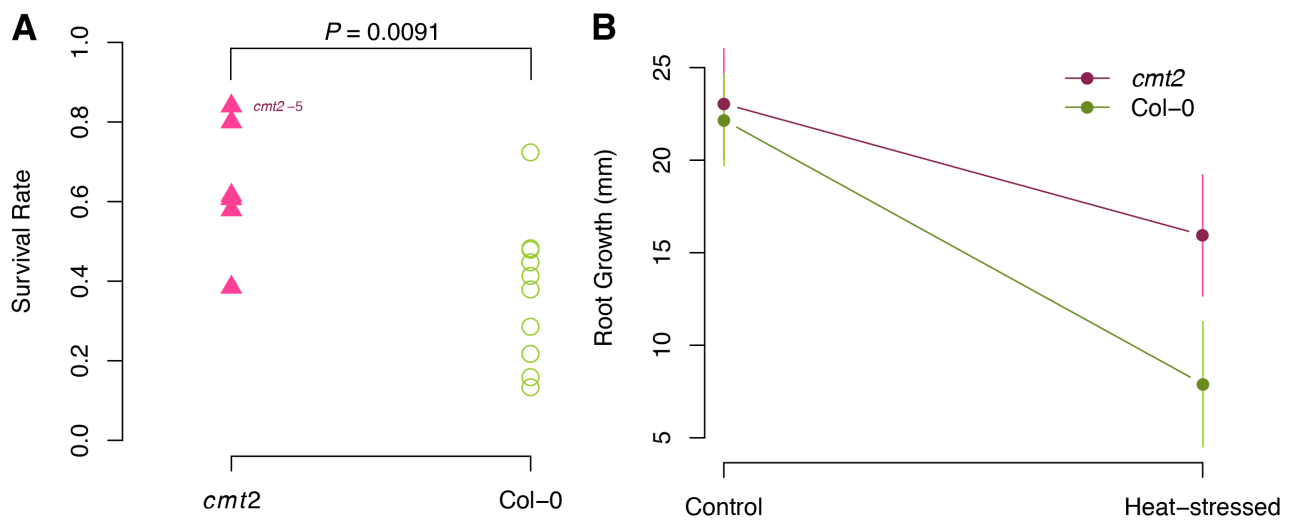 A
P = 0.0091
1.0
0.8
0.6
0.4
0.2
0.0
Survival Rate
cmt2−5
cmt2
Col−0
B
25
20
15
10
5
Root Growth (mm)
cmt2
Col−0
Control
Heat−stressed